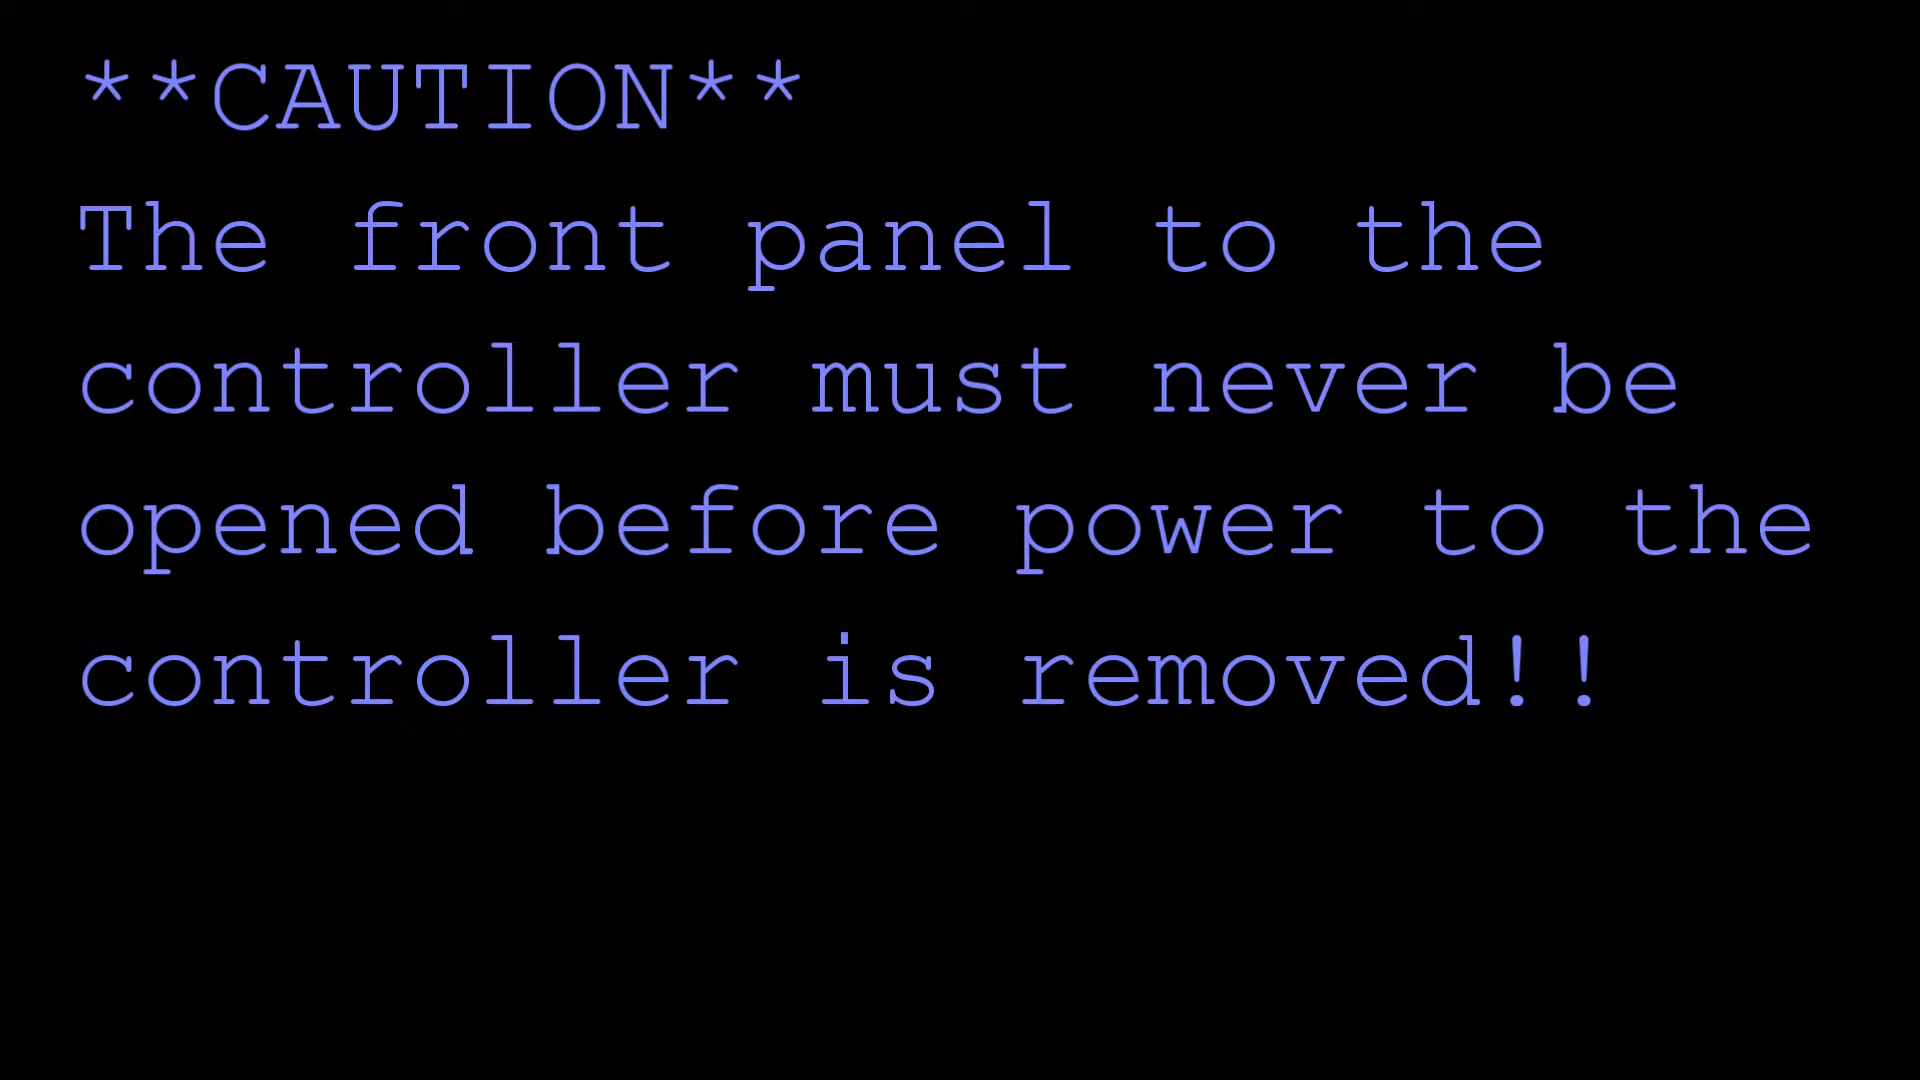 **CAUTION**
The front panel to the
controller must never be
opened before power to the
controller is removed!!